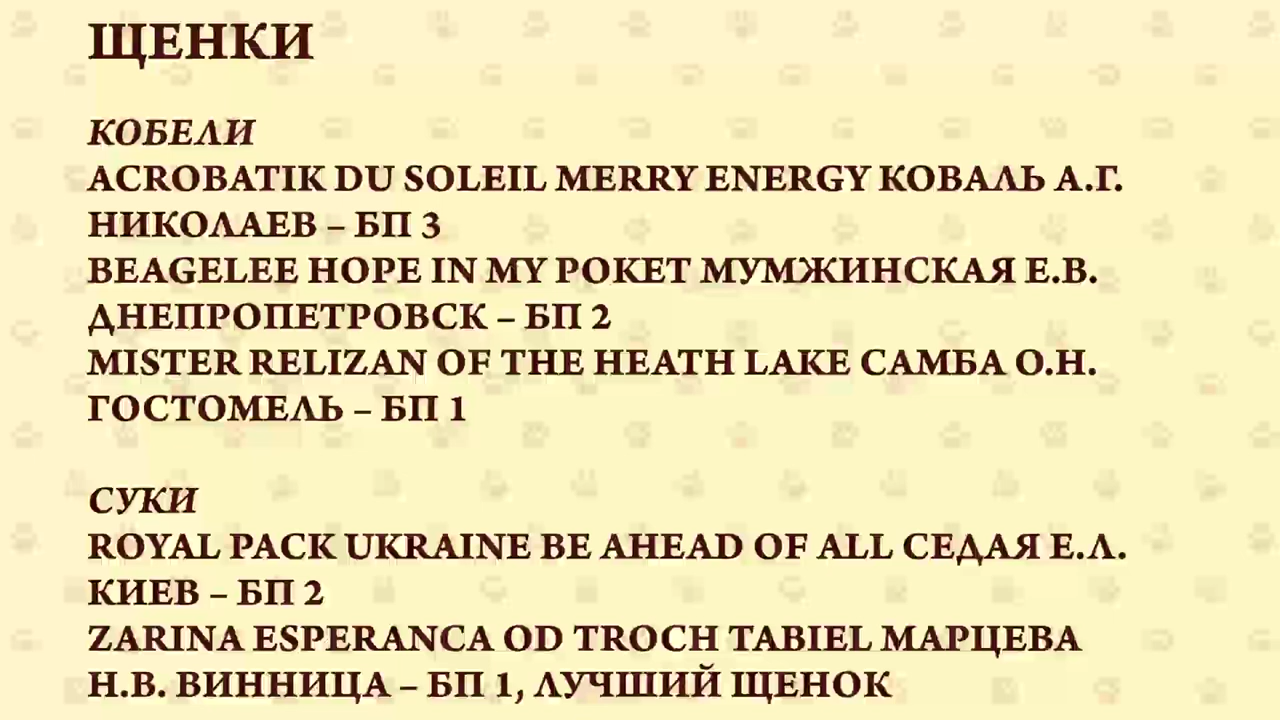 ЩЕНКИ
КОБЕЛИ
ACROBATIK DU SOLEIL MERRY ENERGY КОВАЛЬ А.Г.
НИКОЛАЕВ – БП 3
BEAGELEE HOPE IN MY POKET МУМЖИНСКАЯ Е.В.
ДНЕПРОПЕТРОВСК – БП 2
MISTER RELIZAN OF THE HEATH LAKE САМБА О.Н.
ГОСТОМЕЛЬ – БП 1
СУКИ
ROYAL PACK UKRAINE BE AHEAD OF ALL СЕДАЯ Е.Л.
КИЕВ – БП 2
ZARINA ESPERANCA OD TROCH TABIEL МАРЦЕВА
Н.В. ВИННИЦА – БП 1, ЛУЧШИЙ ЩЕНОК